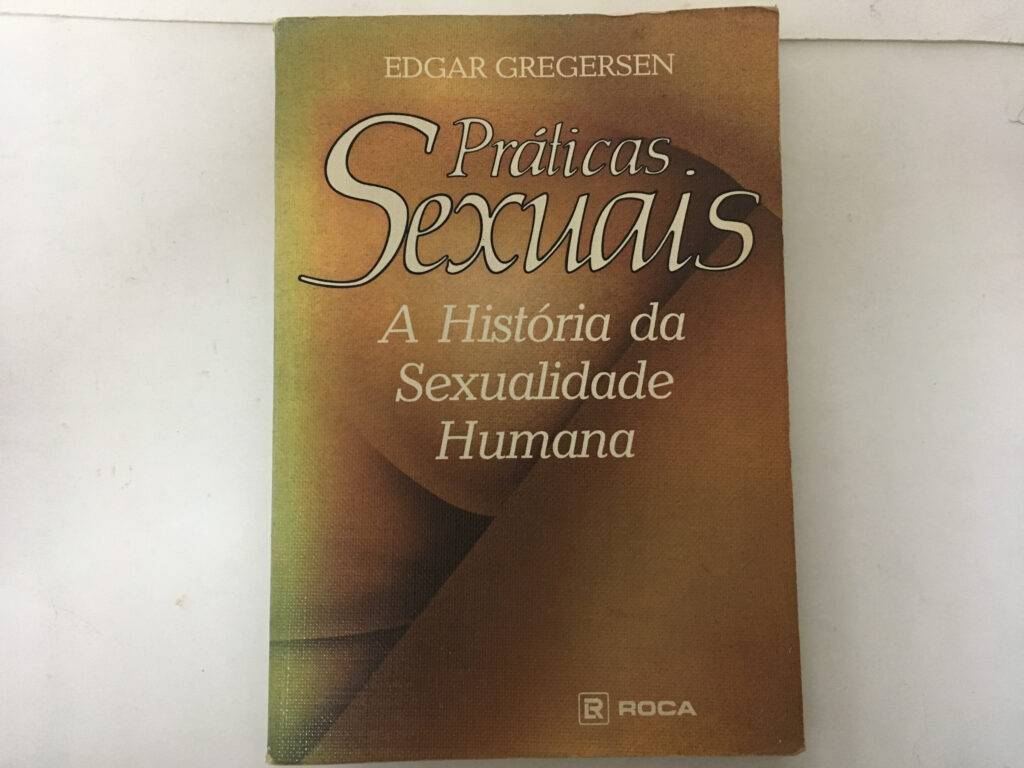 EDGAR GREGERSEN
Práticas
Sexuais
A História da
Sexualidade
Humana
R ROCA